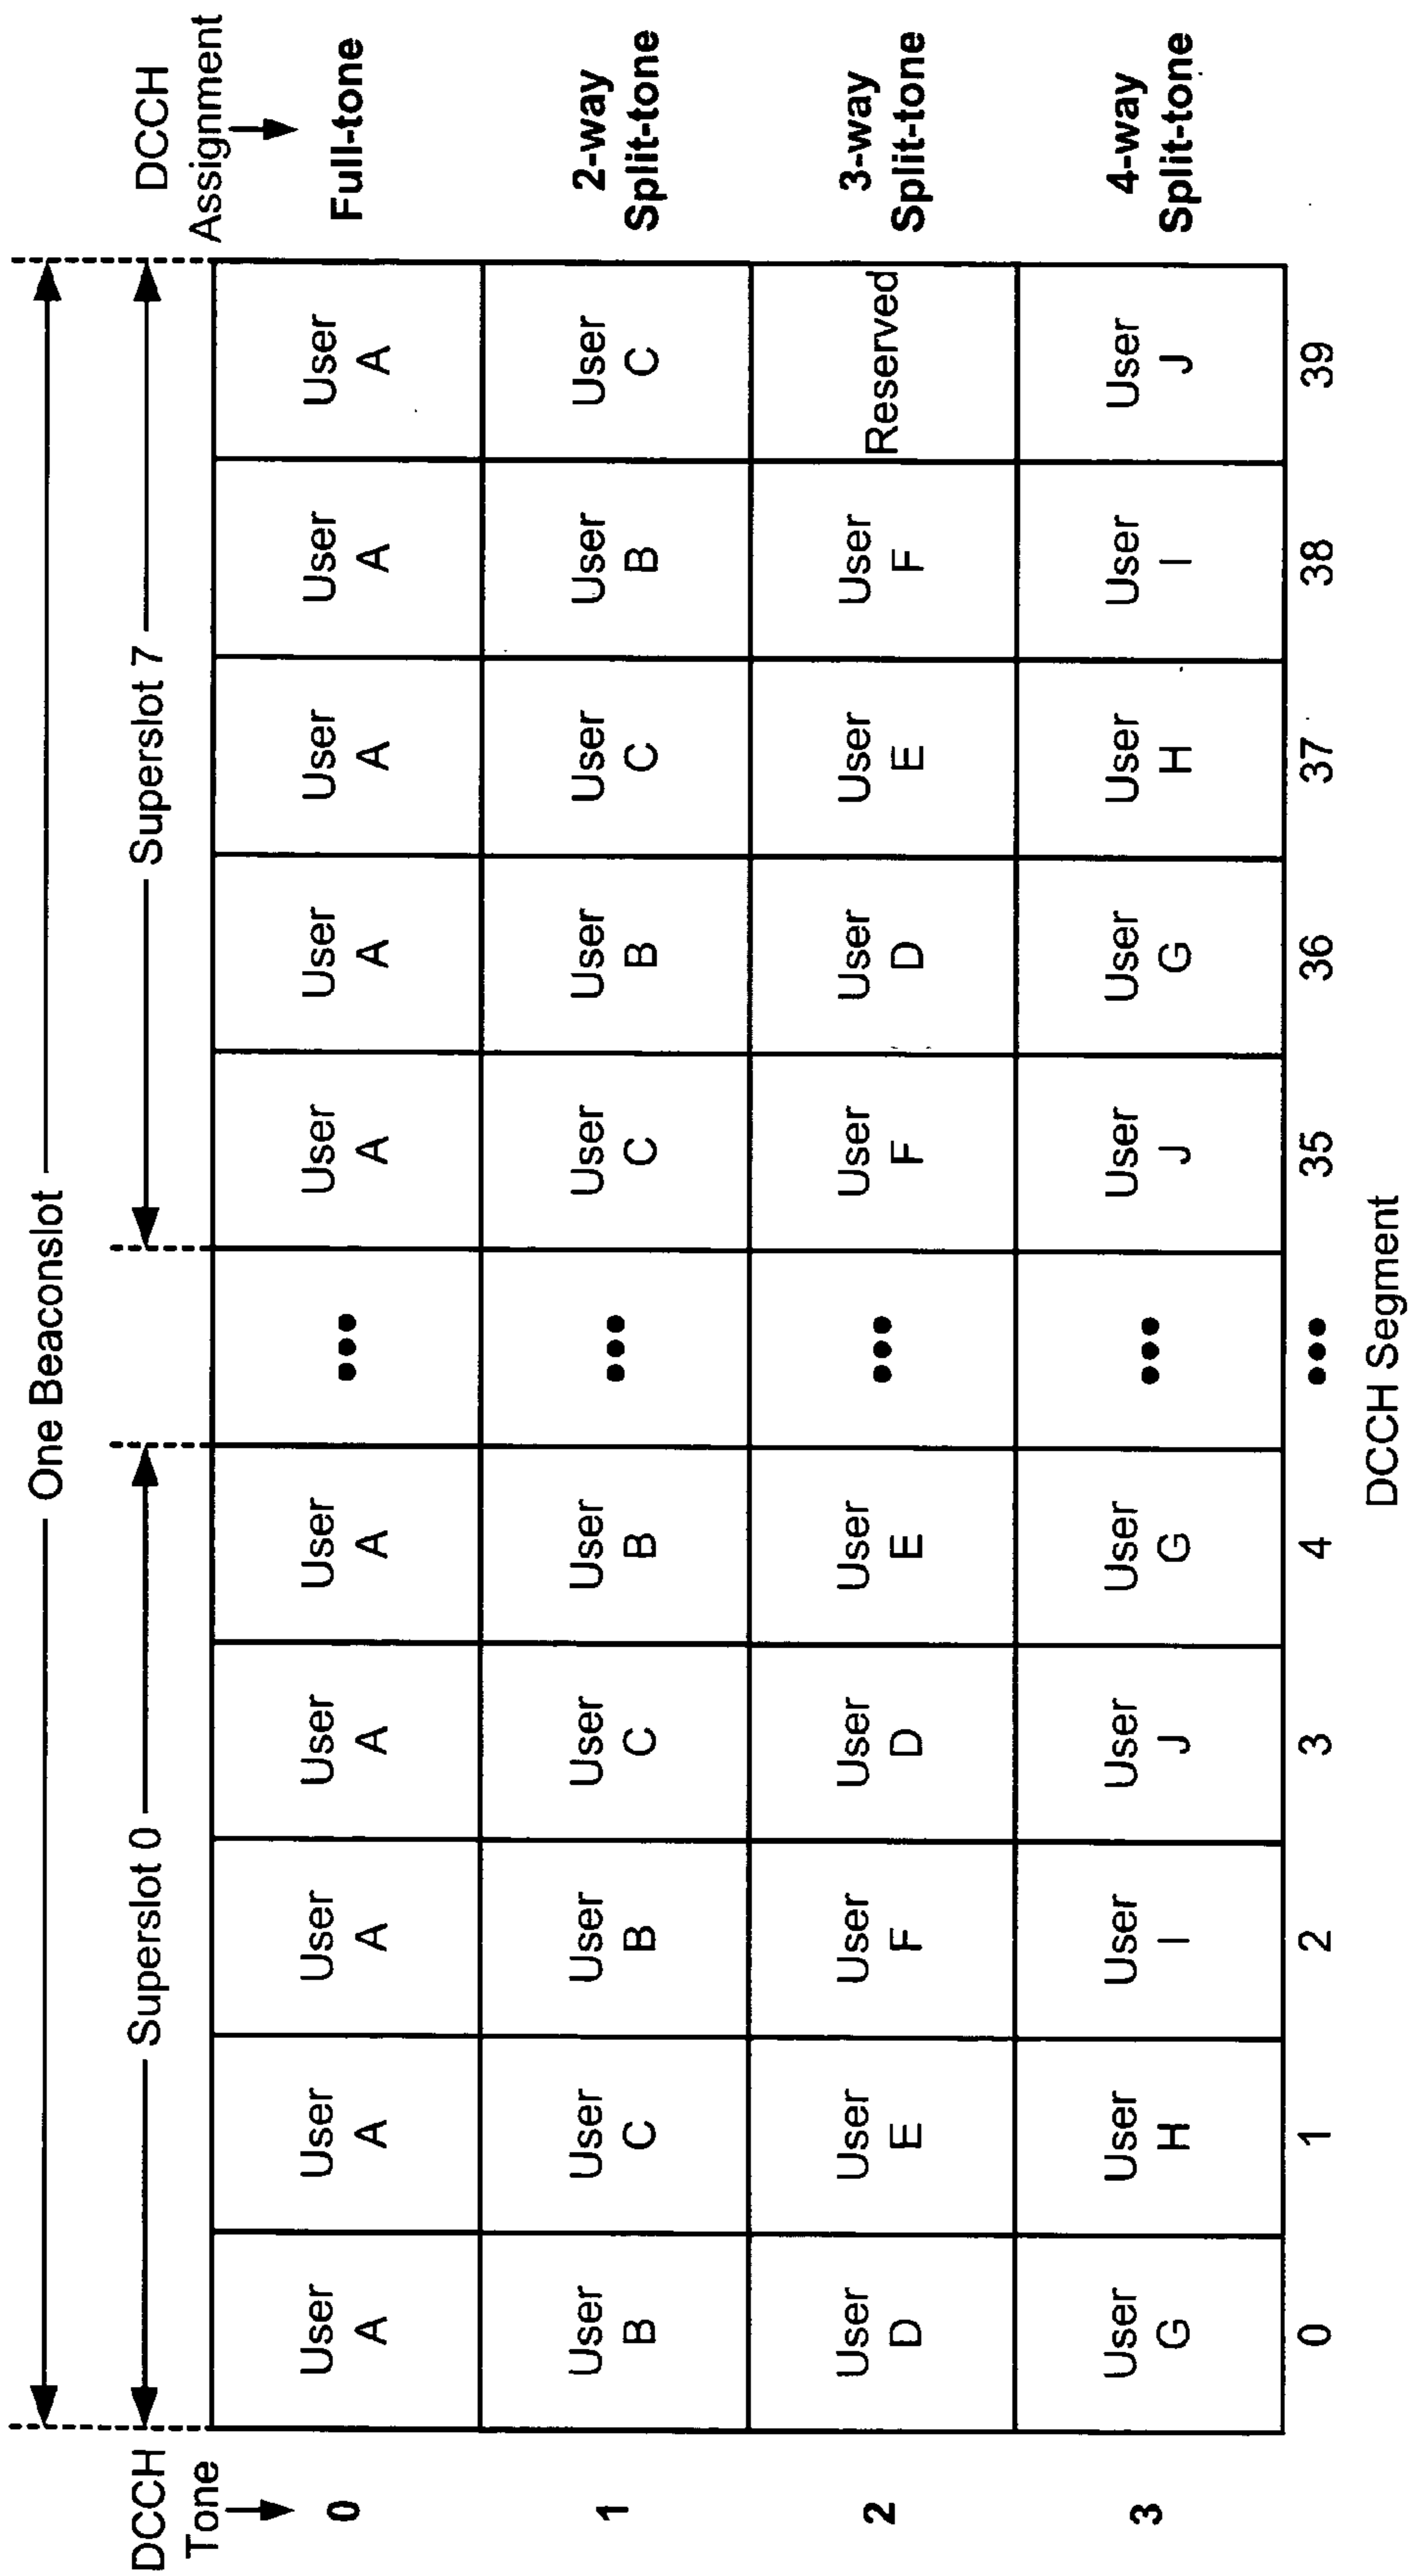 One Beaconslot
Superslot 0
Superslot 7
DCCH
Tone
DCCH
Assignment
0
User
A
User
A
User
A
User
A
User
A
•••
User
A
User
A
User
A
User
A
User
A
Full-tone
1
User
B
User
C
User
B
User
C
User
B
•••
User
C
User
B
User
C
User
B
User
C
2-way
Split-tone
2
User
D
User
E
User
F
User
D
User
E
•••
User
F
User
D
User
E
User
F
Reserved
3-way
Split-tone
3
User
G
User
H
User
I
User
J
User
G
•••
User
J
User
G
User
H
User
I
User
J
4-way
Split-tone
0 1 2 3 4 ••• 35 36 37 38 39
DCCH Segment